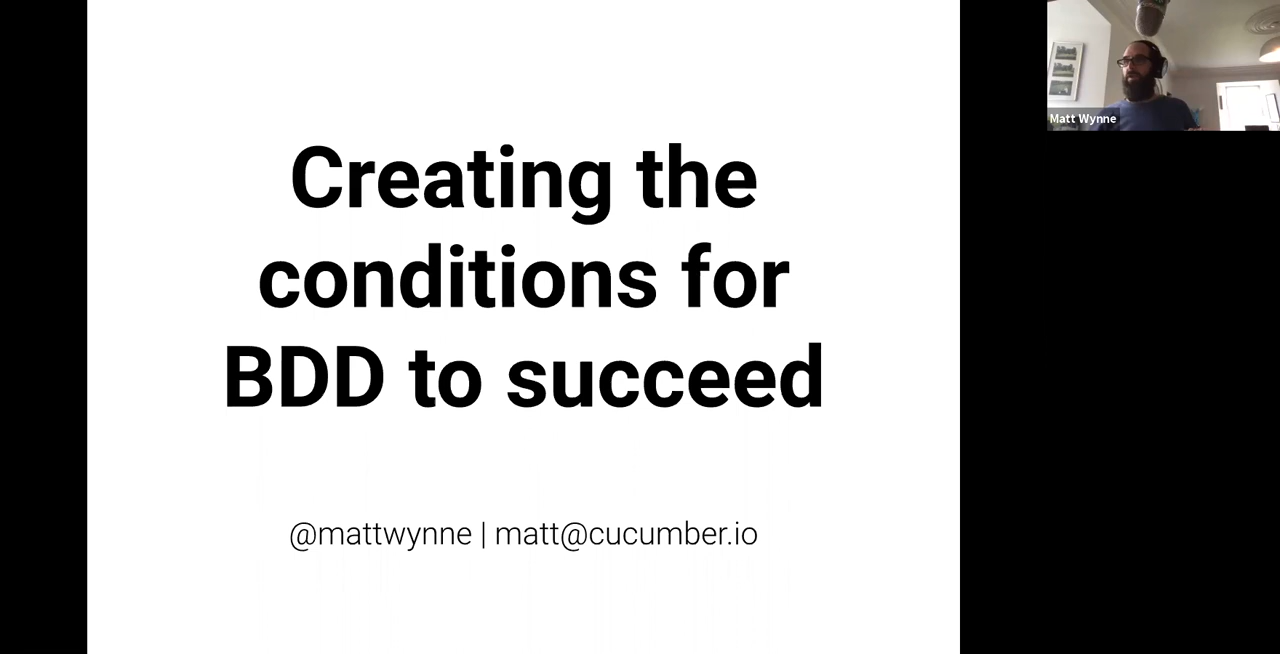 Creating the
conditions for
BDD to succeed
@mattwynne | matt@cucumber.io
Matt Wynne